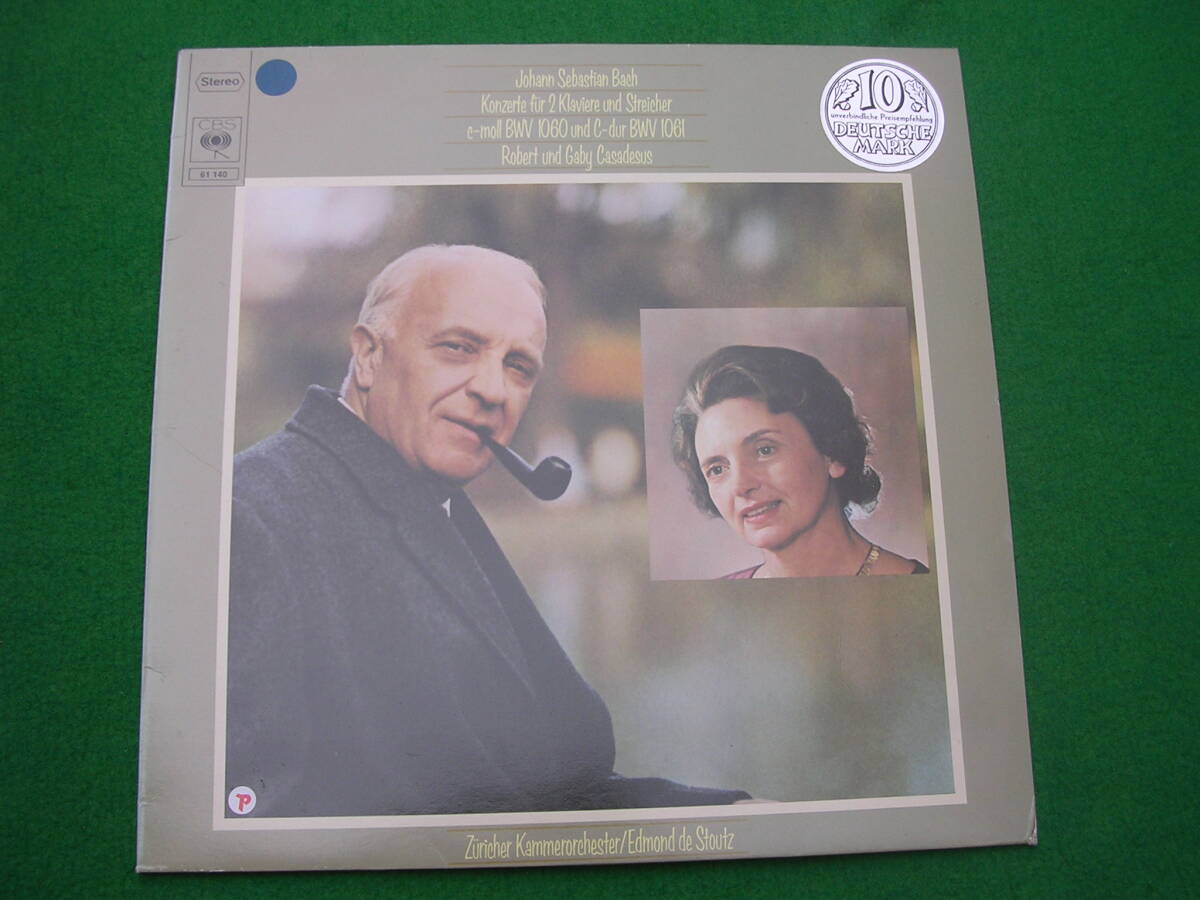 Stereo
CBS
61 140
Johann Sebastian Bach
Konzerte für 2 Klaviere und Streicher
c-moll BWV 1060 und C-dur BWV 1061
Robert und Gaby Casadesus
10
unverbindliche Preisempfehlung
DEUTSCHE
MARK
P
Züricher Kammerorchester/Edmond de Stoutz